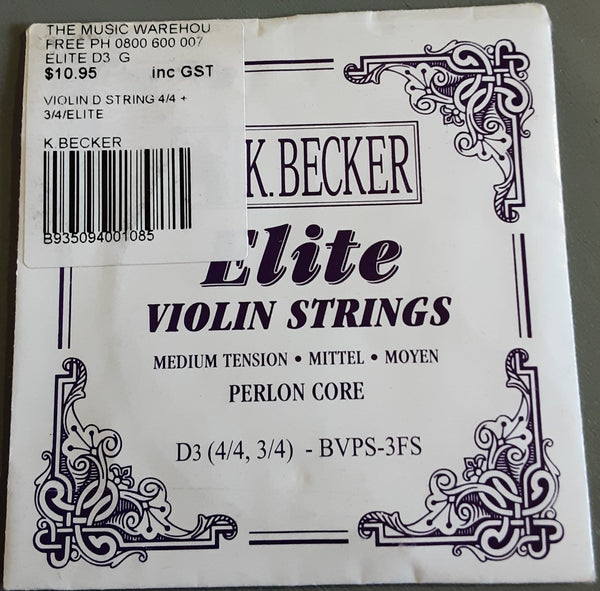 THE MUSIC WAREHOU
FREE PH 0800 600 007
ELITE D3 G
$10.95 inc GST
VIOLIN D STRING 4/4 +
3/4/ELITE
K.BECKER
B935094001085
K. BECKER
Elite
VIOLIN STRINGS
MEDIUM TENSION • MITTEL • MOYEN
PERLON CORE
D3 (4/4, 3/4) - BVPS-3FS